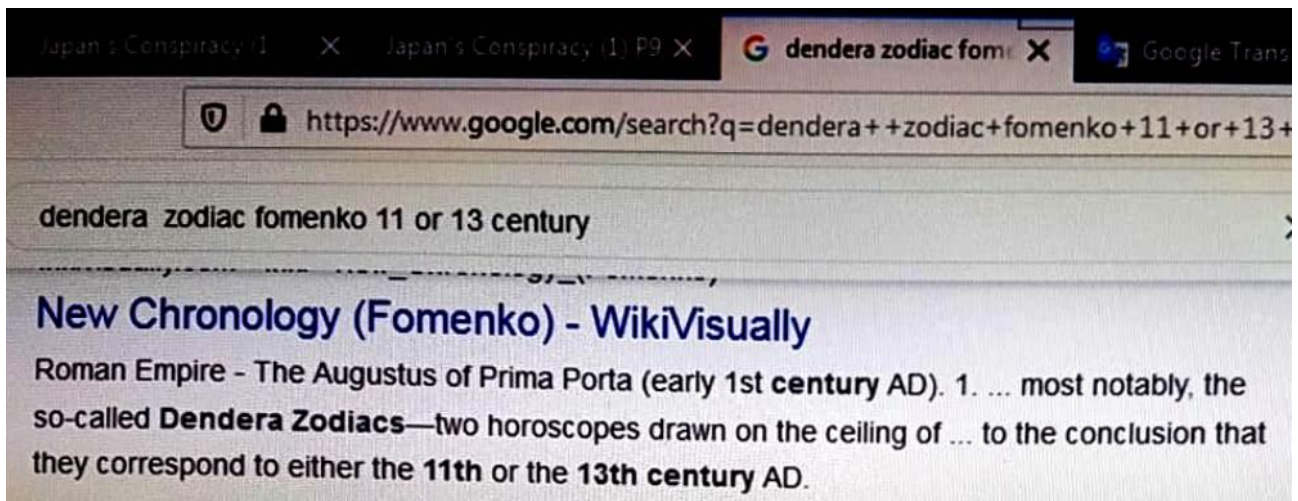 Japan's Conspiracy (1 Japan's Conspiracy (1) P9 dendera zodiac fome Google Trans
https://www.google.com/search?q=dendera++zodiac+fomenko+11+or+13+
dendera zodiac fomenko 11 or 13 century
New Chronology (Fomenko) - WikiVisually
Roman Empire - The Augustus of Prima Porta (early 1st century AD). 1. ... most notably, the
so-called Dendera Zodiacs—two horoscopes drawn on the ceiling of ... to the conclusion that
they correspond to either the 11th or the 13th century AD.